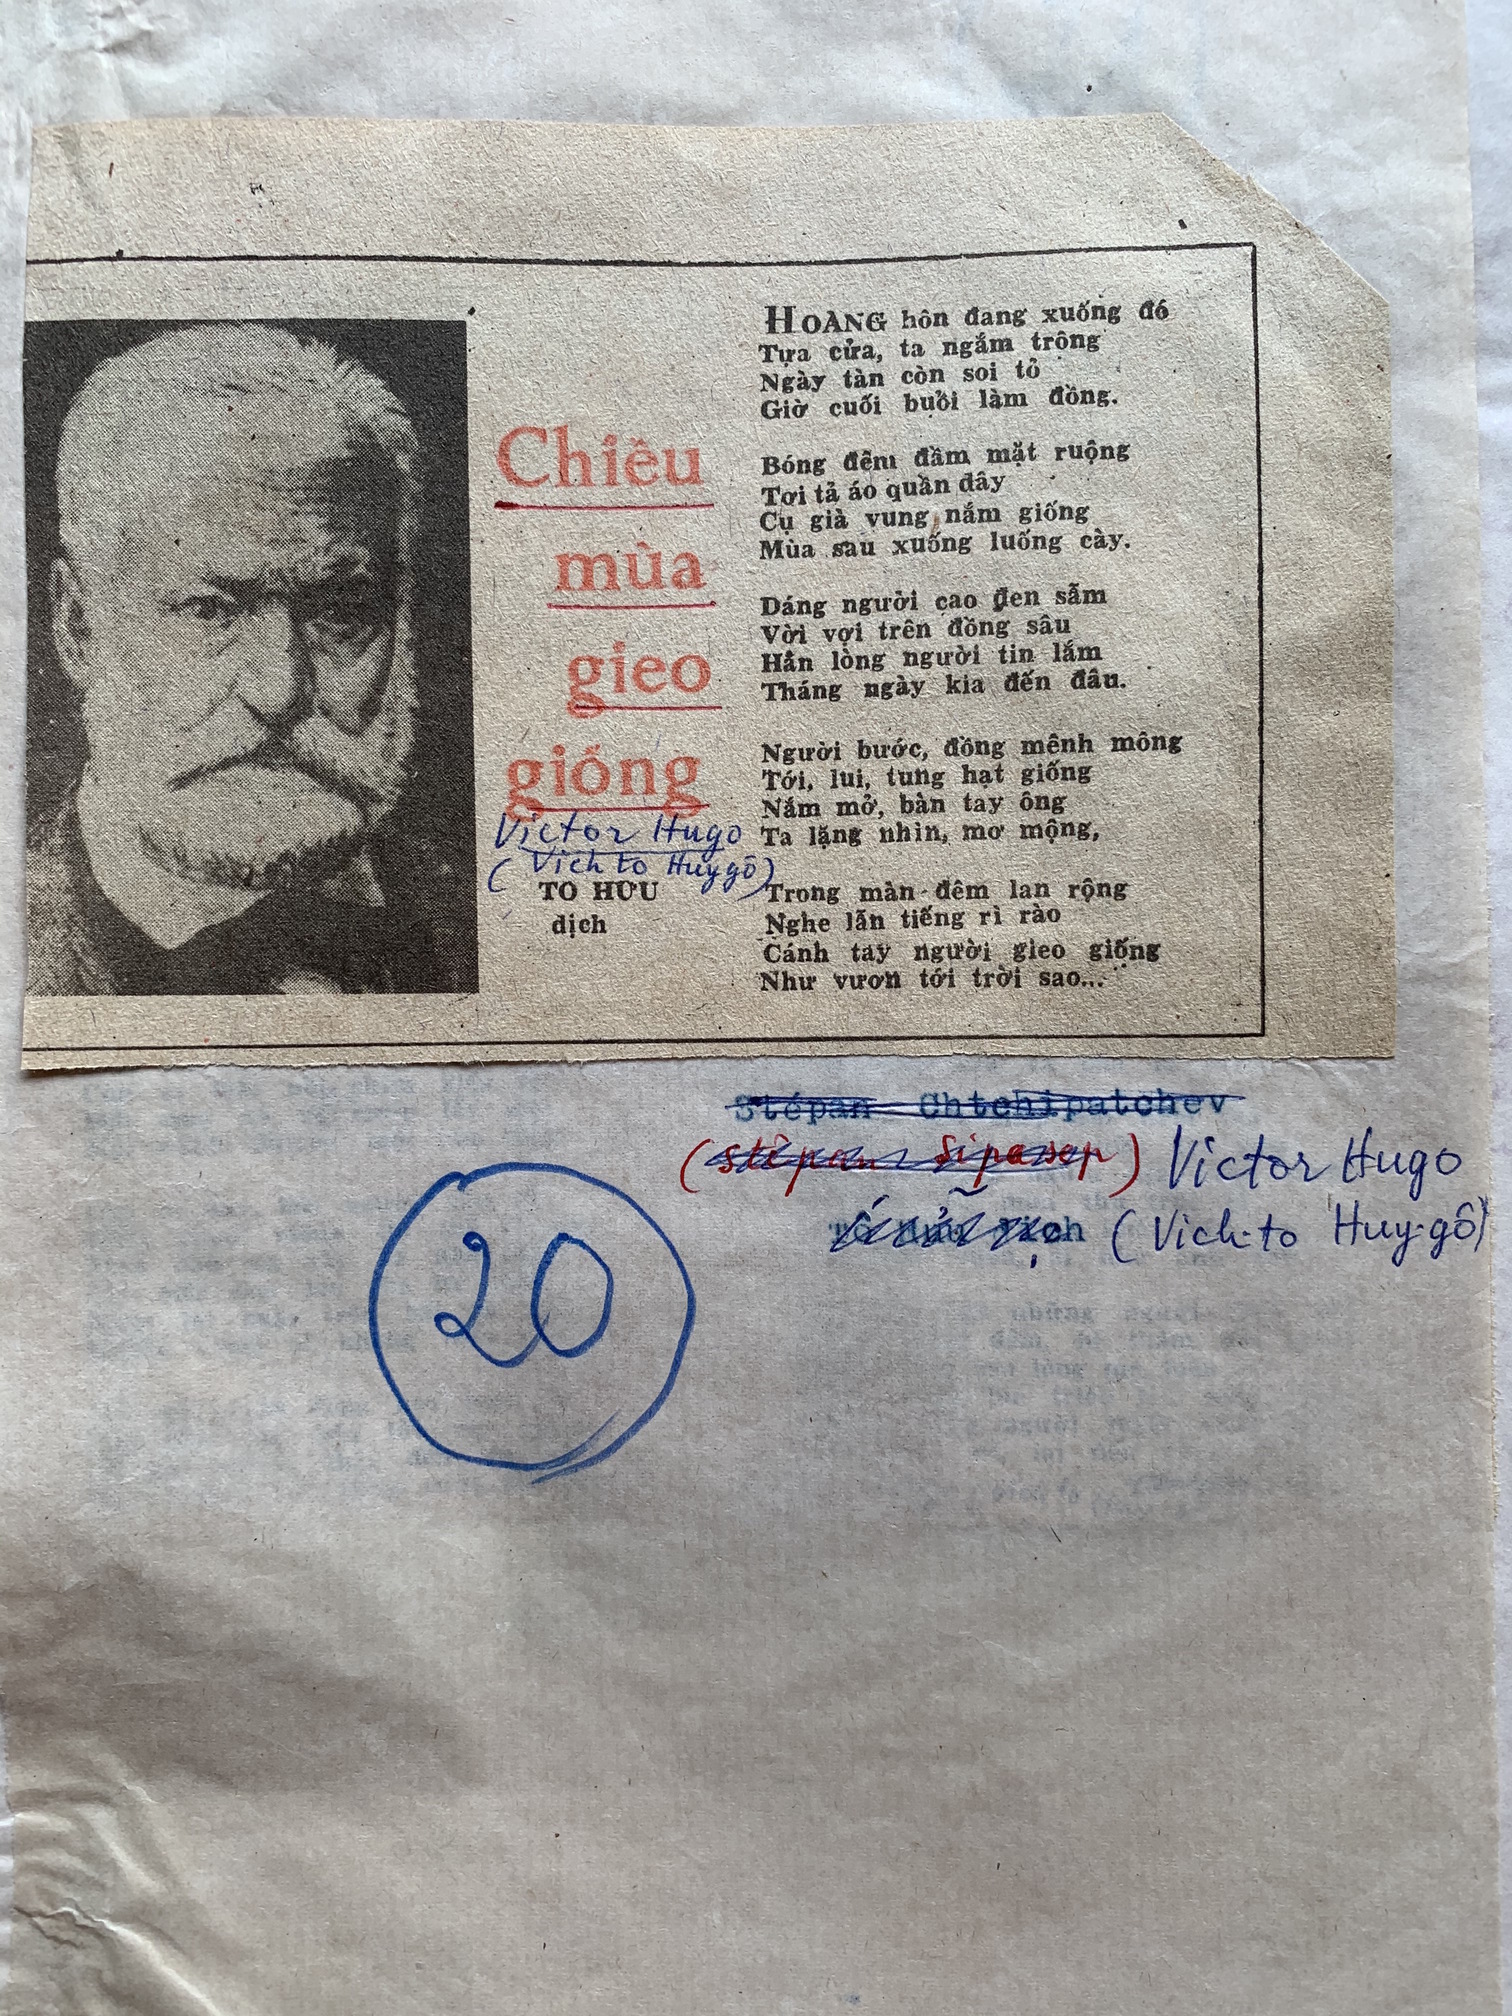 Chiều
mùa
gieo
giống
Victor Hugo
(Vich to Huy gô)
TO HUU
dịch
HOÀNG hôn đang xuống đó
Tựa cửa, ta ngắm trông
Ngày tàn còn soi tỏ
Giờ cuối buổi làm đồng.
Bóng đêm đầm mặt ruộng
Tơi tả áo quần dây
Cụ già vung nắm giống
Mùa sau xuống luống cày.
Dáng người cao đen sẫm
Vời vợi trên đồng sâu
Hẳn lòng người tin lắm
Tháng ngày kia đến đâu.
Người bước, đồng mênh mông
Tới, lui, tung hạt giống
Nắm mở, bàn tay ông
Ta lặng nhìn, mơ mộng,
Trong màn đêm lan rộng
Nghe lẫn tiếng rì rào
Cánh tay người gieo giống
Như vươn tới trời sao...
Stépan Chtchipatchev
(stêpan Sipasep) Victor Hugo
(Vich-to Huy-gô)
20